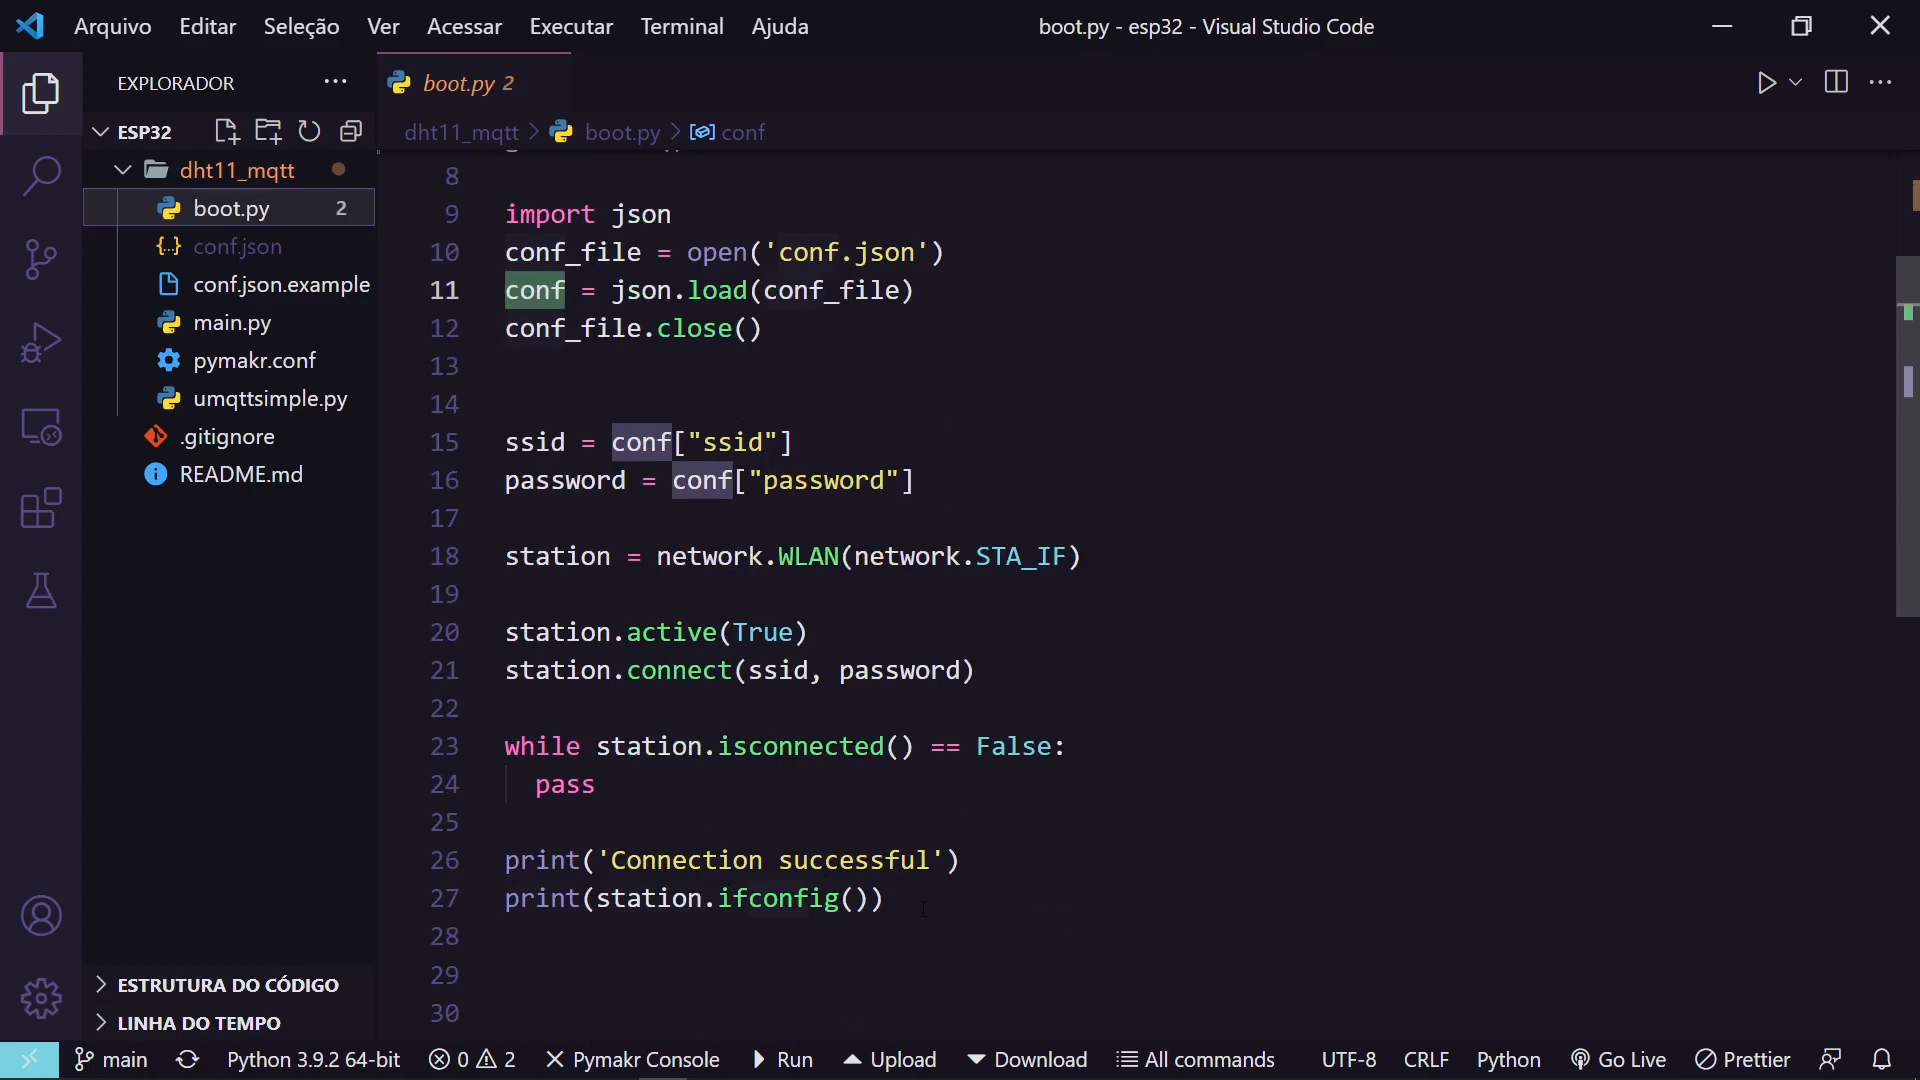 Arquivo Editar Seleção Ver Acessar Executar Terminal Ajuda boot.py - esp32 - Visual Studio Code
EXPLORADOR
ESP32
dht11_mqtt
boot.py 2
conf.json
conf.json.example
main.py
pymakr.conf
umqttsimple.py
.gitignore
README.md
ESTRUTURA DO CÓDIGO
LINHA DO TEMPO
boot.py 2
dht11_mqtt > boot.py > conf
8
9 import json
10 conf_file = open('conf.json')
11 conf = json.load(conf_file)
12 conf_file.close()
13
14
15 ssid = conf["ssid"]
16 password = conf["password"]
17
18 station = network.WLAN(network.STA_IF)
19
20 station.active(True)
21 station.connect(ssid, password)
22
23 while station.isconnected() == False:
24 pass
25
26 print('Connection successful')
27 print(station.ifconfig())
28
29
30
main Python 3.9.2 64-bit 0 2 Pymakr Console Run Upload Download All commands UTF-8 CRLF Python Go Live Prettier